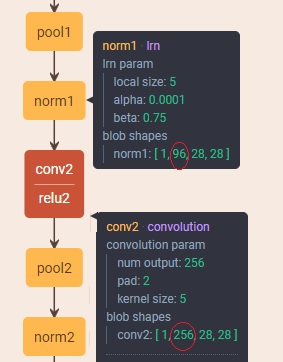 pool1
norm1
norm1 · lrn
lrn param
local size: 5
alpha: 0.0001
beta: 0.75
blob shapes
norm1: [ 1, 96, 28, 28 ]
conv2
relu2
conv2 · convolution
convolution param
num output: 256
pad: 2
kernel size: 5
blob shapes
conv2: [ 1, 256, 28, 28 ]
pool2
norm2